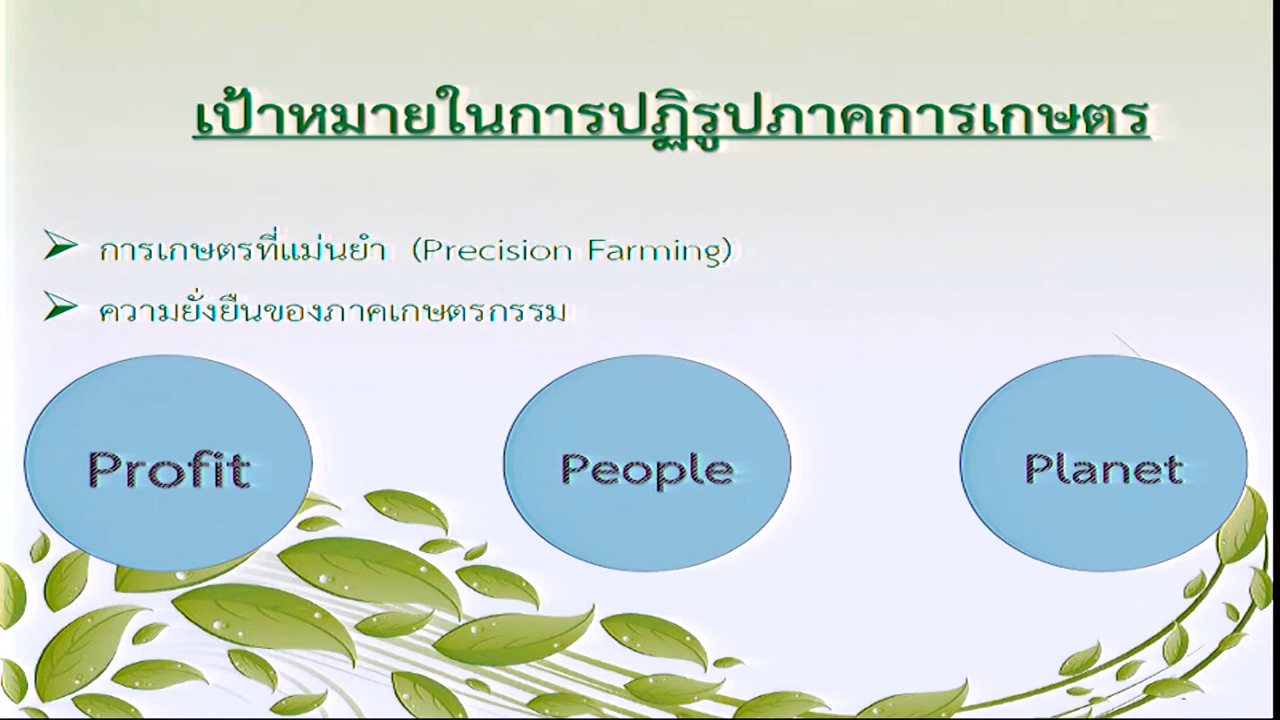 เป้าหมายในการปฏิรูปภาคการเกษตร
การเกษตรที่แม่นยำ (Precision Farming)
ความยั่งยืนของภาคเกษตรกรรม
Profit
People
Planet